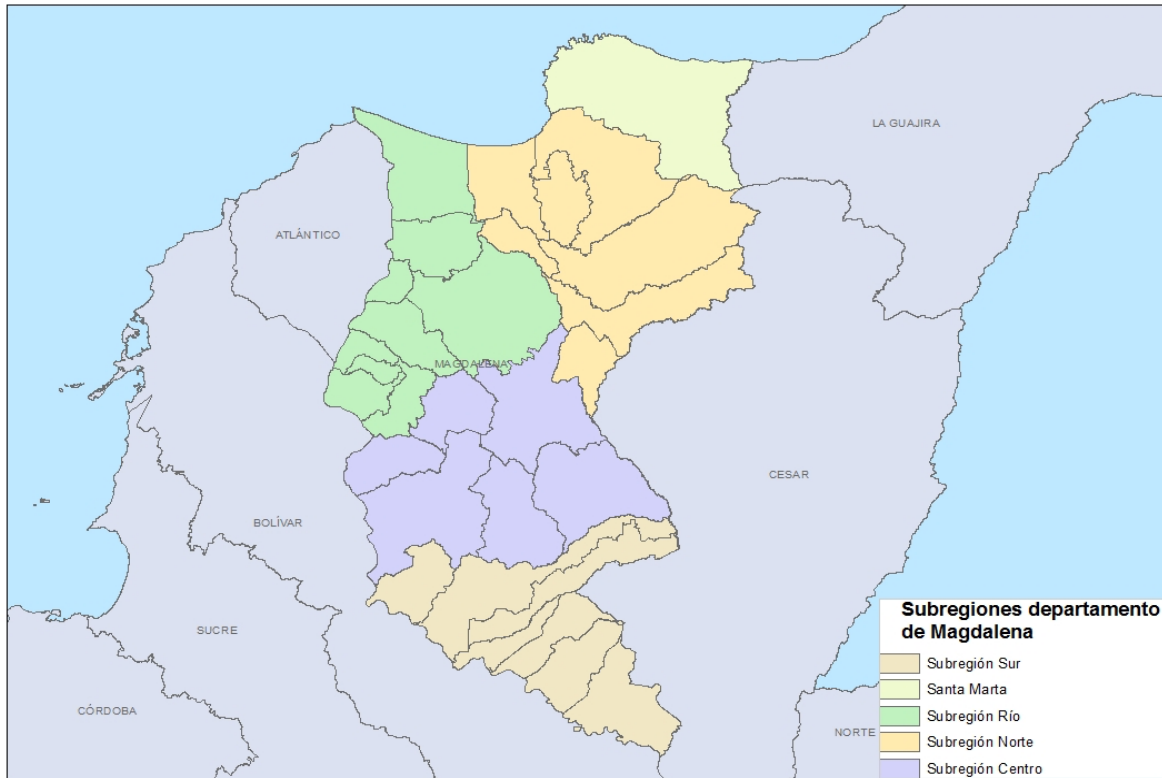 LA GUAJIRA
ATLÁNTICO
MAGDALENA
CESAR
BOLÍVAR
SUCRE
CÓRDOBA
NORTE
Subregiones departamento
de Magdalena
Subregión Sur
Santa Marta
Subregión Río
Subregión Norte
Subregión Centro